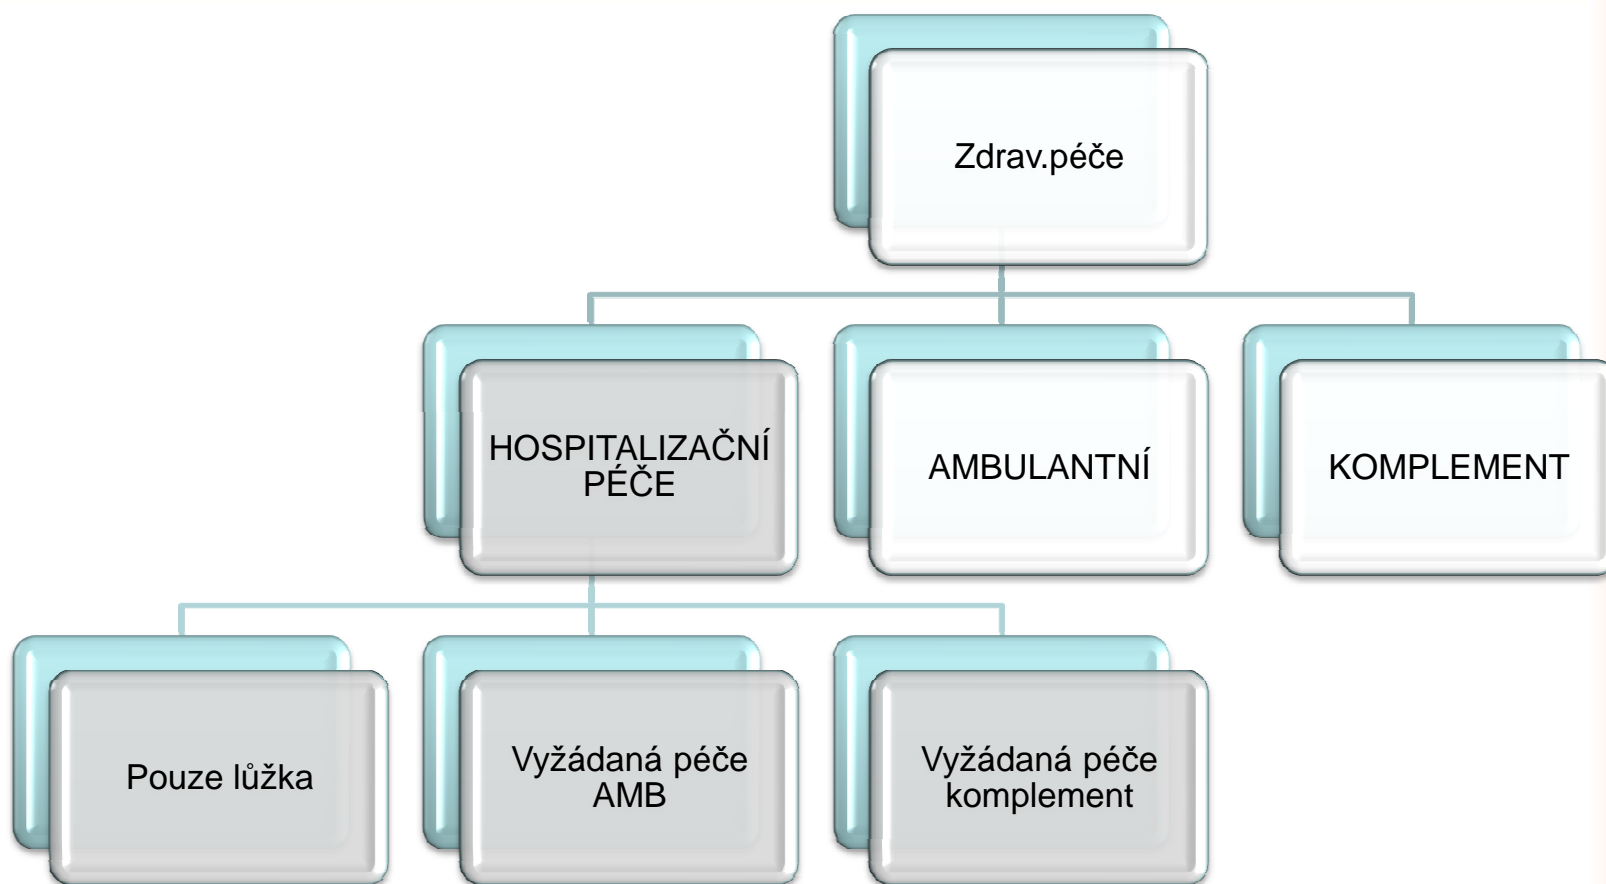 Zdrav.péče
HOSPITALIZAČNÍ
PÉČE
AMBULANTNÍ
KOMPLEMENT
Pouze lůžka
Vyžádaná péče
AMB
Vyžádaná péče
komplement